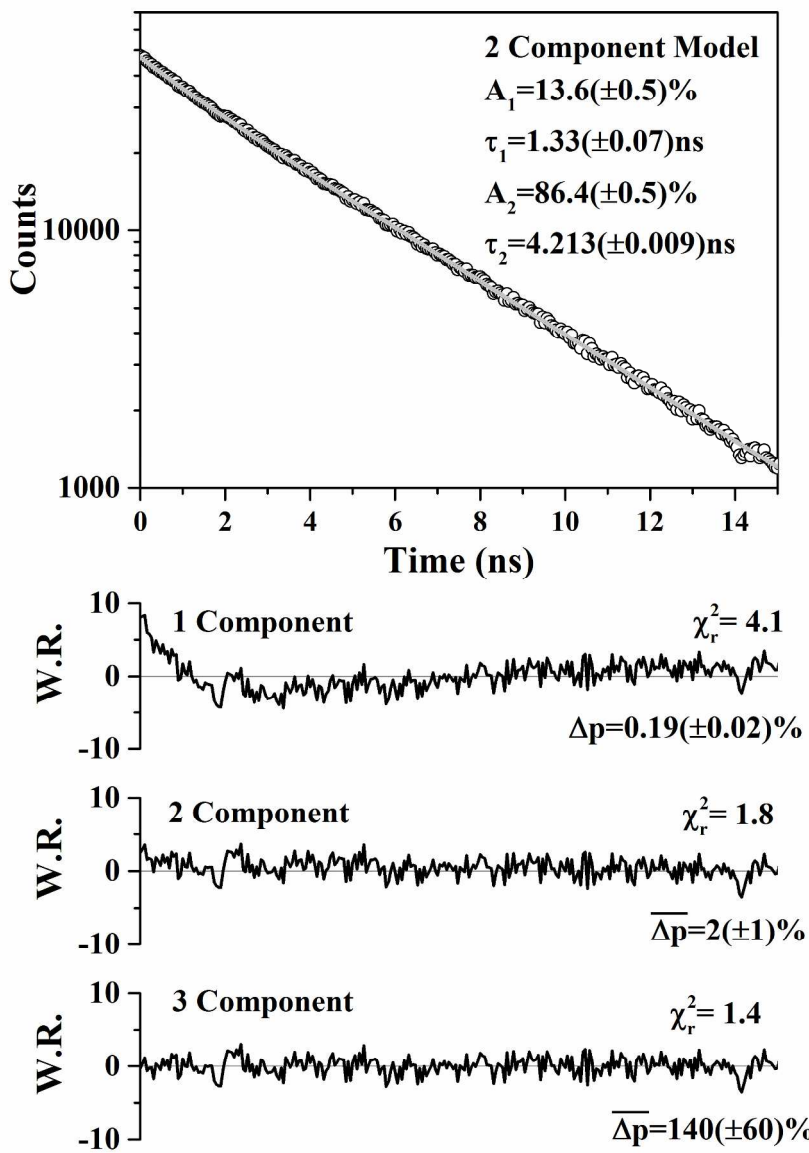 2 Component Model
A₁=13.6(±0.5)%
τ₁=1.33(±0.07)ns
A₂=86.4(±0.5)%
τ₂=4.213(±0.009)ns
Counts
10000
1000
0 2 4 6 8 10 12 14
Time (ns)
W.R.
10
0
-10
1 Component
χᵣ²= 4.1
Δp=0.19(±0.02)%
W.R.
10
0
-10
2 Component
χᵣ²= 1.8
Δp̅=2(±1)%
W.R.
10
0
-10
3 Component
χᵣ²= 1.4
Δp̅=140(±60)%